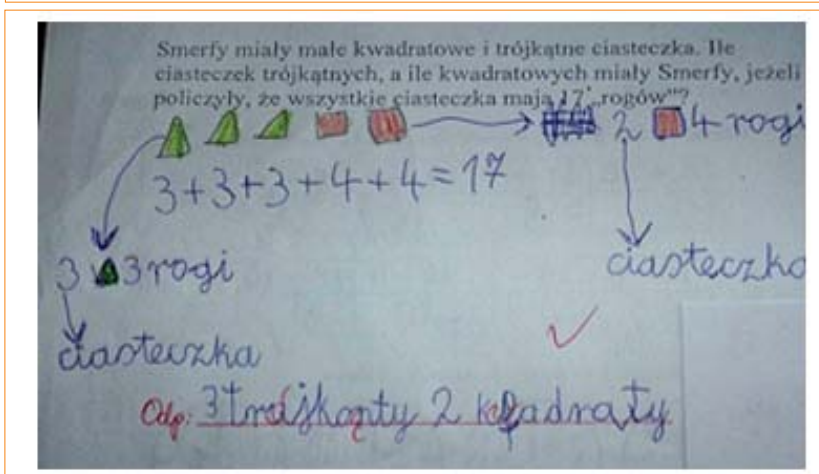 Smerfy miały małe kwadratowe i trójkątne ciasteczka. Ile
ciasteczek trójkątnych, a ile kwadratowych miały Smerfy, jeżeli
policzyły, że wszystkie ciasteczka mają 17 „rogów”?
2 4 rogi
3+3+3+4+4=17
3 3 rogi
ciasteczka
ciasteczka
Odp: 3 trujkonty 2 kwadraty